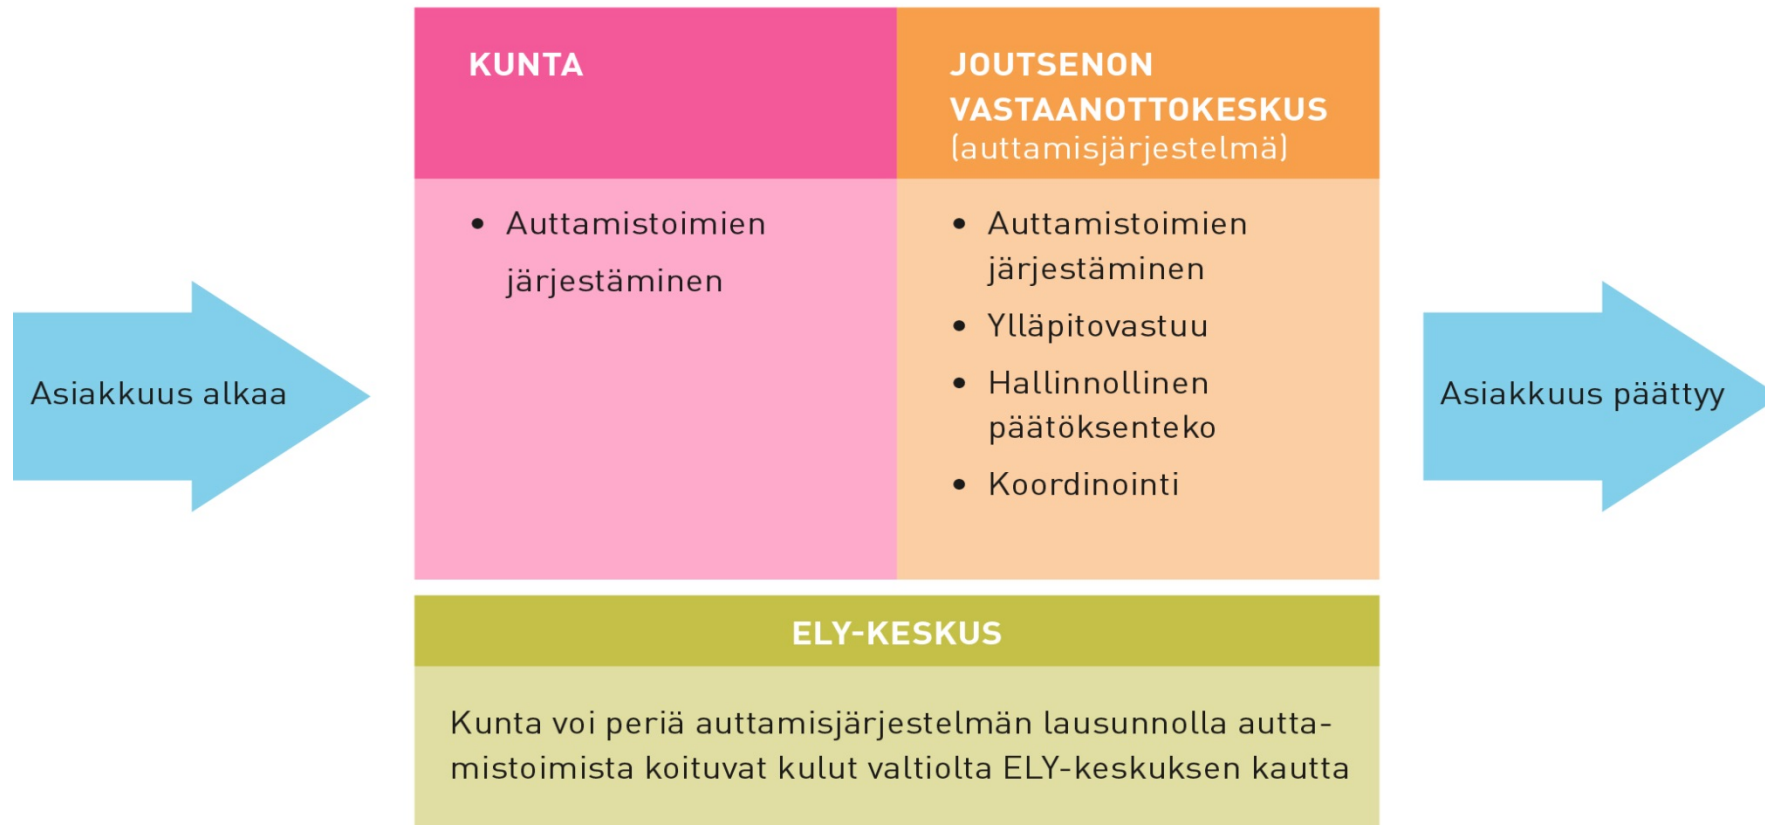 Asiakkuus alkaa
KUNTA
• Auttamistoimien
järjestäminen
JOUTSENON
VASTAANOTTOKESKUS
(auttamisjärjestelmä)
• Auttamistoimien
järjestäminen
• Ylläpitovastuu
• Hallinnollinen
päätöksenteko
• Koordinointi
ELY-KESKUS
Kunta voi periä auttamisjärjestelmän lausunnolla autta-
mistoimista koituvat kulut valtiolta ELY-keskuksen kautta
Asiakkuus päättyy